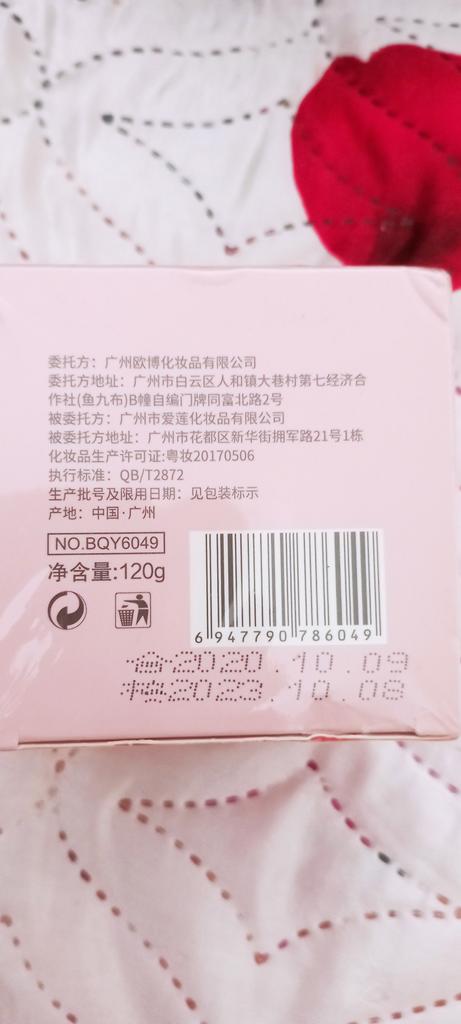 委托方：广州欧博化妆品有限公司
委托方地址：广州市白云区人和镇大巷村第七经济合
作社(鱼九布)B幢自编门牌同富北路2号
被委托方：广州市爱莲化妆品有限公司
被委托方地址：广州市花都区新华街拥军路21号1栋
化妆品生产许可证:粤妆20170506
执行标准：QB/T2872
生产批号及限用日期：见包装标示
产地：中国·广州
NO.BQY6049
净含量:120g
6 947790 786049
合2020.10.09
2023.10.08